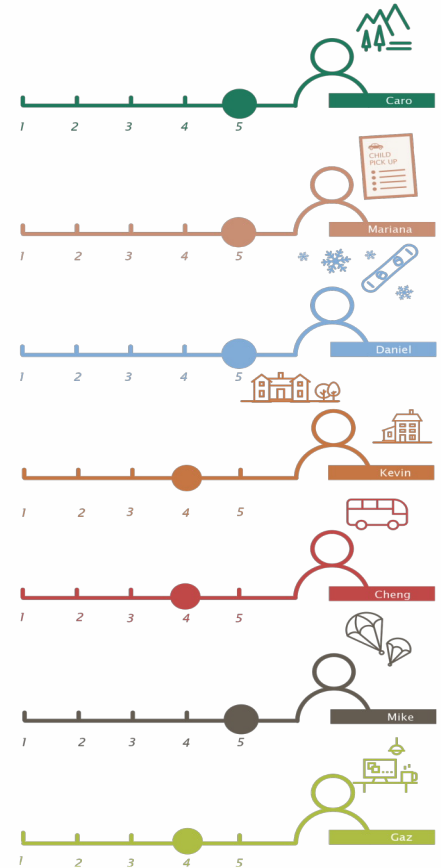 Caro
1 2 3 4 5
CHILD
PICK UP
Mariana
1 2 3 4 5
Daniel
1 2 3 4 5
Kevin
1 2 3 4 5
Cheng
1 2 3 4 5
Mike
1 2 3 4 5
Gaz
1 2 3 4 5